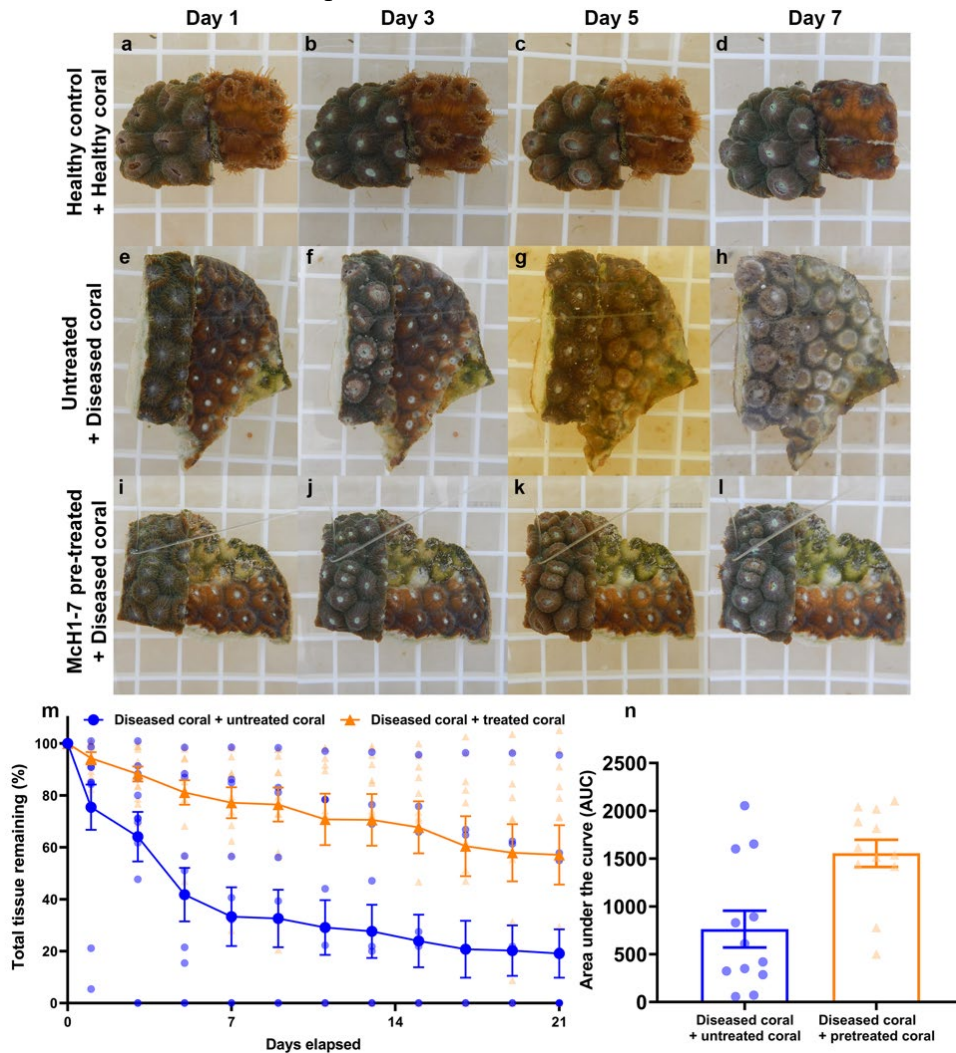 Day 1 Day 3 Day 5 Day 7
Healthy control
+ Healthy coral
a b c d
Untreated
+ Diseased coral
e f g h
McH1-7 pre-treated
+ Diseased coral
i j k l
m
Diseased coral + untreated coral Diseased coral + treated coral
Total tissue remaining (%)
100
80
60
40
20
0
0 7 14 21
Days elapsed
n
Area under the curve (AUC)
2500
2000
1500
1000
500
0
Diseased coral
+ untreated coral
Diseased coral
+ pretreated coral